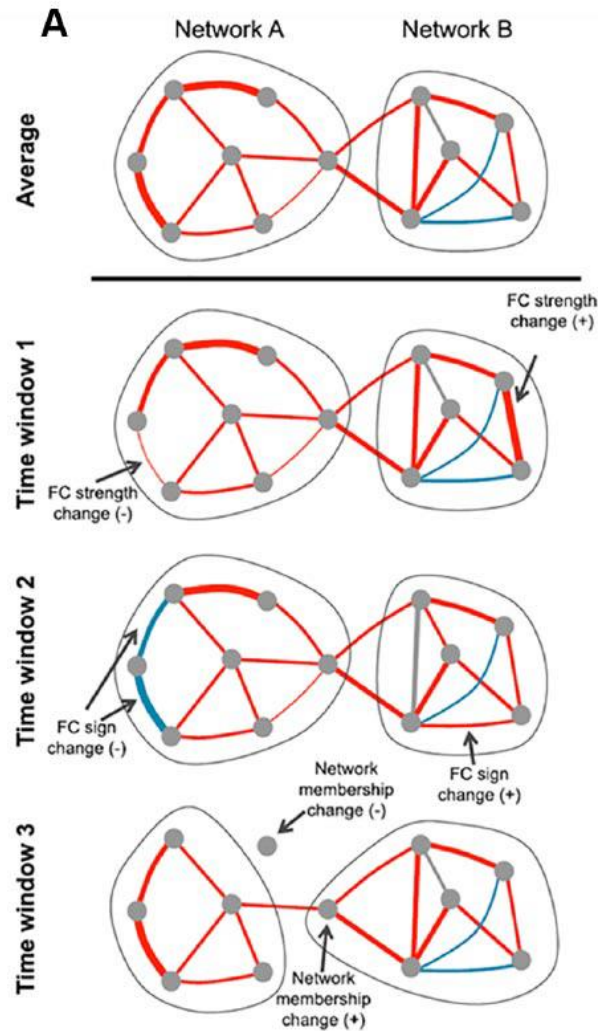 A
Network A
Network B
Average
FC strength
change (+)
Time window 1
FC strength
change (-)
Time window 2
FC sign
change (-)
FC sign
change (+)
Network
membership
change (-)
Time window 3
Network
membership
change (+)